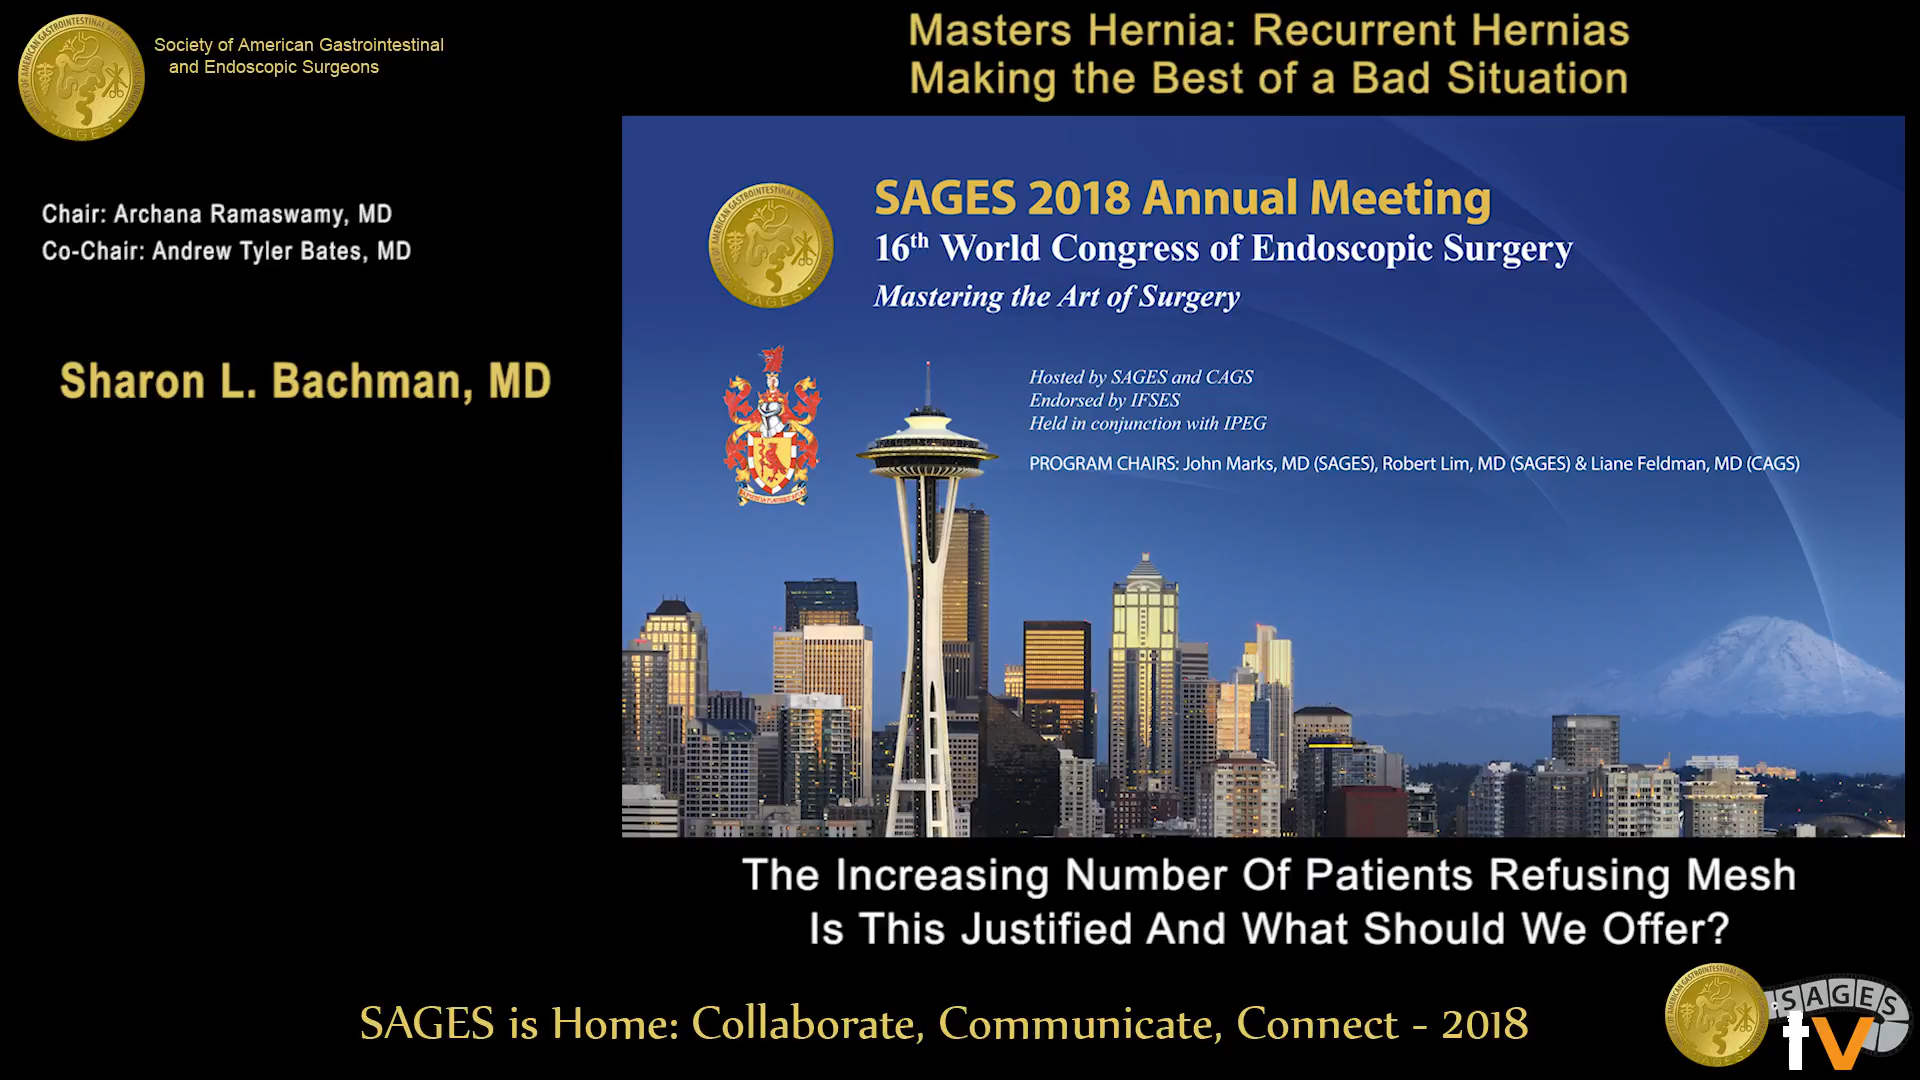 Society of American Gastrointestinal
and Endoscopic Surgeons
Masters Hernia: Recurrent Hernias
Making the Best of a Bad Situation
Chair: Archana Ramaswamy, MD
Co-Chair: Andrew Tyler Bates, MD
Sharon L. Bachman, MD
SAGES 2018 Annual Meeting
16th World Congress of Endoscopic Surgery
Mastering the Art of Surgery
Hosted by SAGES and CAGS
Endorsed by IFSES
Held in conjunction with IPEG
PROGRAM CHAIRS: John Marks, MD (SAGES), Robert Lim, MD (SAGES) & Liane Feldman, MD (CAGS)
The Increasing Number Of Patients Refusing Mesh
Is This Justified And What Should We Offer?
SAGES is Home: Collaborate, Communicate, Connect - 2018
SAGES
tv